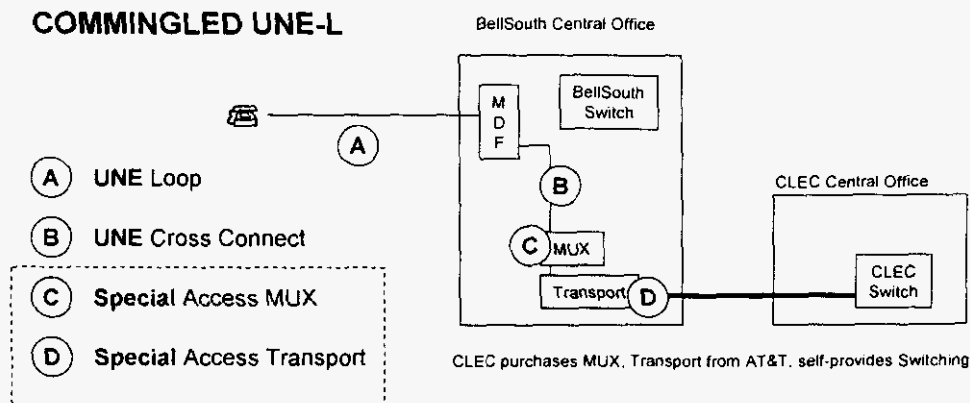 COMMINGLED UNE-L
BellSouth Central Office
M
D
F
BellSouth
Switch
A
B
A UNE Loop
B UNE Cross Connect
C Special Access MUX
D Special Access Transport
C MUX
Transport D
CLEC Central Office
CLEC
Switch
CLEC purchases MUX, Transport from AT&T, self-provides Switching